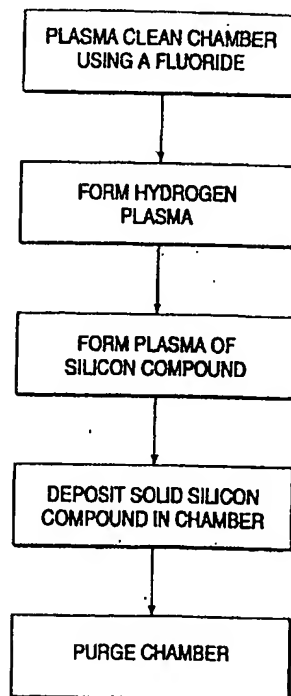 PLASMA CLEAN CHAMBER
USING A FLUORIDE
FORM HYDROGEN
PLASMA
FORM PLASMA OF
SILICON COMPOUND
DEPOSIT SOLID SILICON
COMPOUND IN CHAMBER
PURGE CHAMBER